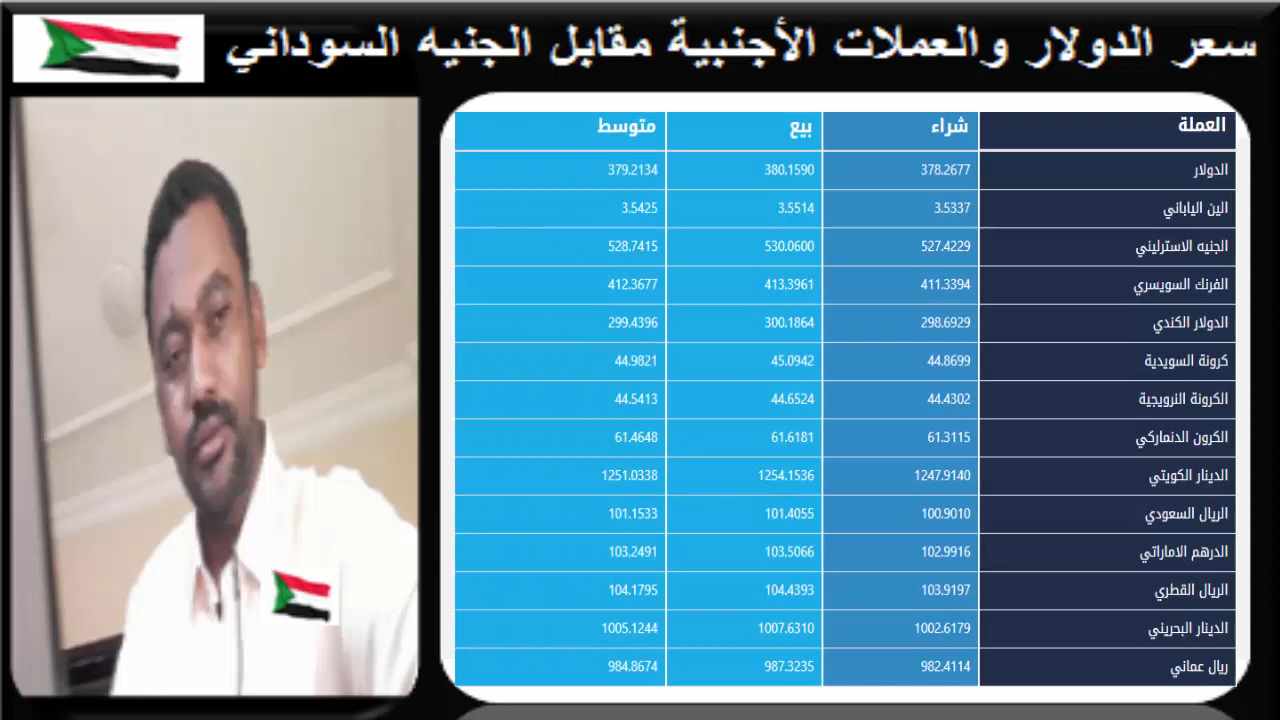 سعر الدولار والعملات الأجنبية مقابل الجنيه السوداني
العملة شراء بيع متوسط
الدولار 378.2677 380.1590 379.2134
الين الياباني 3.5337 3.5514 3.5425
الجنيه الاسترليني 527.4229 530.0600 528.7415
الفرنك السويسري 411.3394 413.3961 412.3677
الدولار الكندي 298.6929 300.1864 299.4396
كرونة السويدية 44.8699 45.0942 44.9821
الكرونة النرويجية 44.4302 44.6524 44.5413
الكرون الدنماركي 61.3115 61.6181 61.4648
الدينار الكويتي 1247.9140 1254.1536 1251.0338
الريال السعودي 100.9010 101.4055 101.1533
الدرهم الاماراتي 102.9916 103.5066 103.2491
الريال القطري 103.9197 104.4393 104.1795
الدينار البحريني 1002.6179 1007.6310 1005.1244
ريال عماني 982.4114 987.3235 984.8674